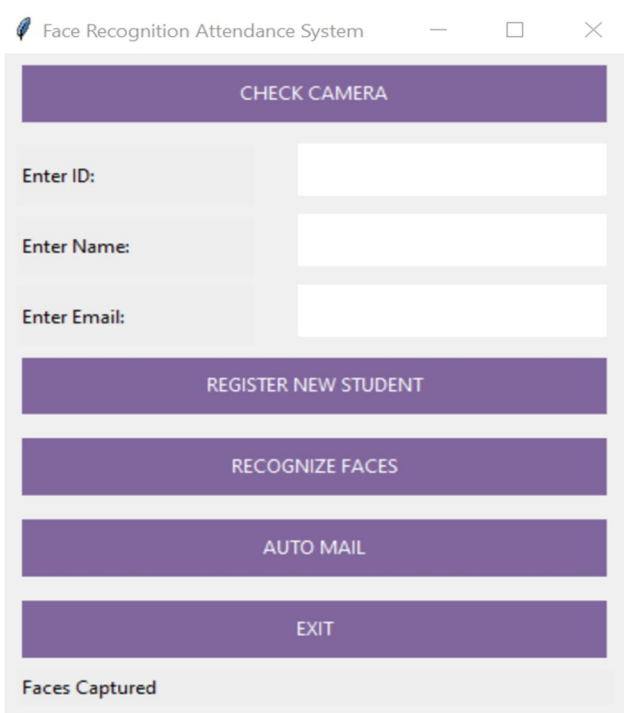 Face Recognition Attendance System
CHECK CAMERA
Enter ID:
Enter Name:
Enter Email:
REGISTER NEW STUDENT
RECOGNIZE FACES
AUTO MAIL
EXIT
Faces Captured